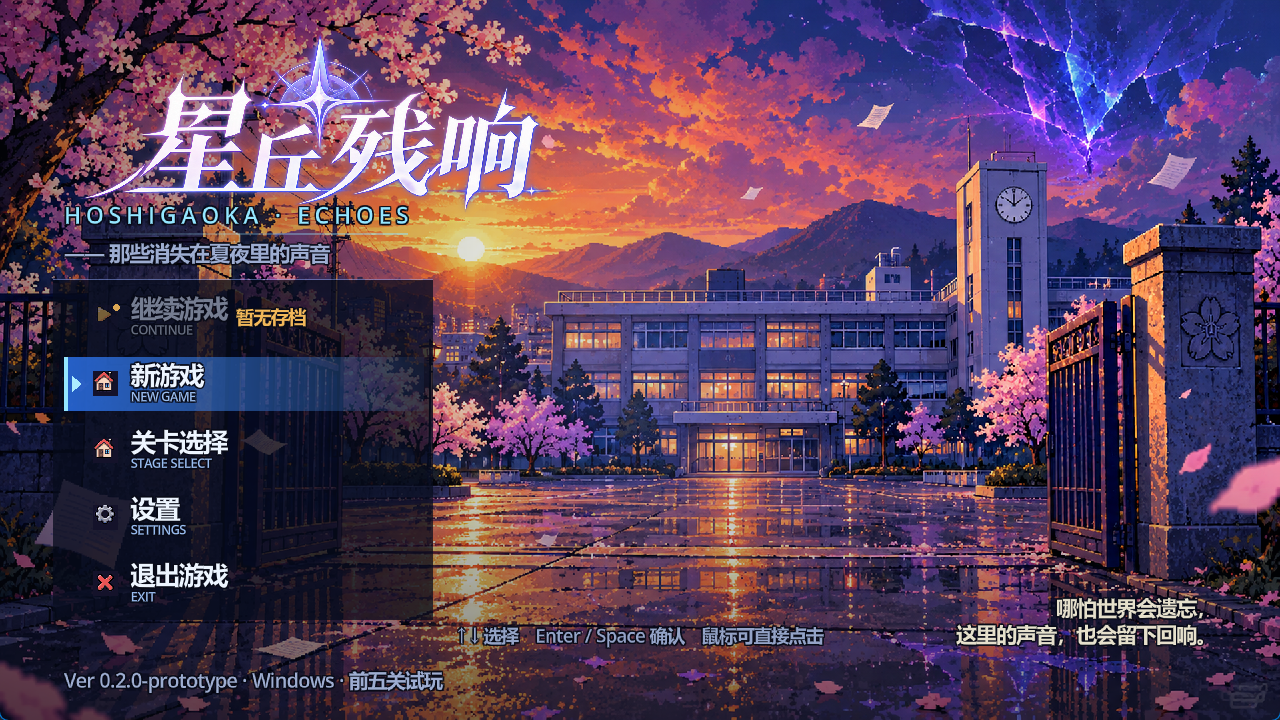 星丘残响
HOSHIGAOKA · ECHOES
—— 那些消失在夏夜里的声音
继续游戏 暂无存档
CONTINUE
新游戏
NEW GAME
关卡选择
STAGE SELECT
设置
SETTINGS
退出游戏
EXIT
哪怕世界会遗忘，
这里的声音，也会留下回响。
↑↓选择 Enter / Space 确认 鼠标可直接点击
Ver 0.2.0-prototype · Windows · 前五关试玩